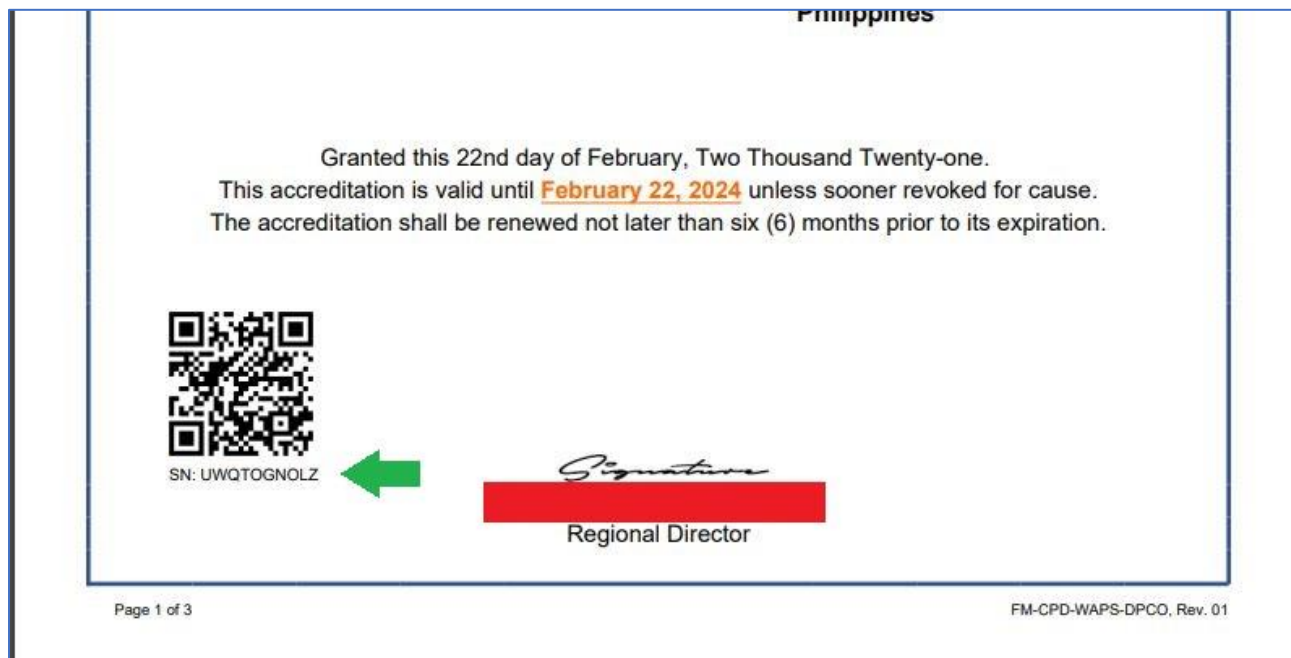 Philippines
Granted this 22nd day of February, Two Thousand Twenty-one.
This accreditation is valid until February 22, 2024 unless sooner revoked for cause.
The accreditation shall be renewed not later than six (6) months prior to its expiration.
SN: UWQTOGNOLZ
Signature
Regional Director
Page 1 of 3
FM-CPD-WAPS-DPCO, Rev. 01